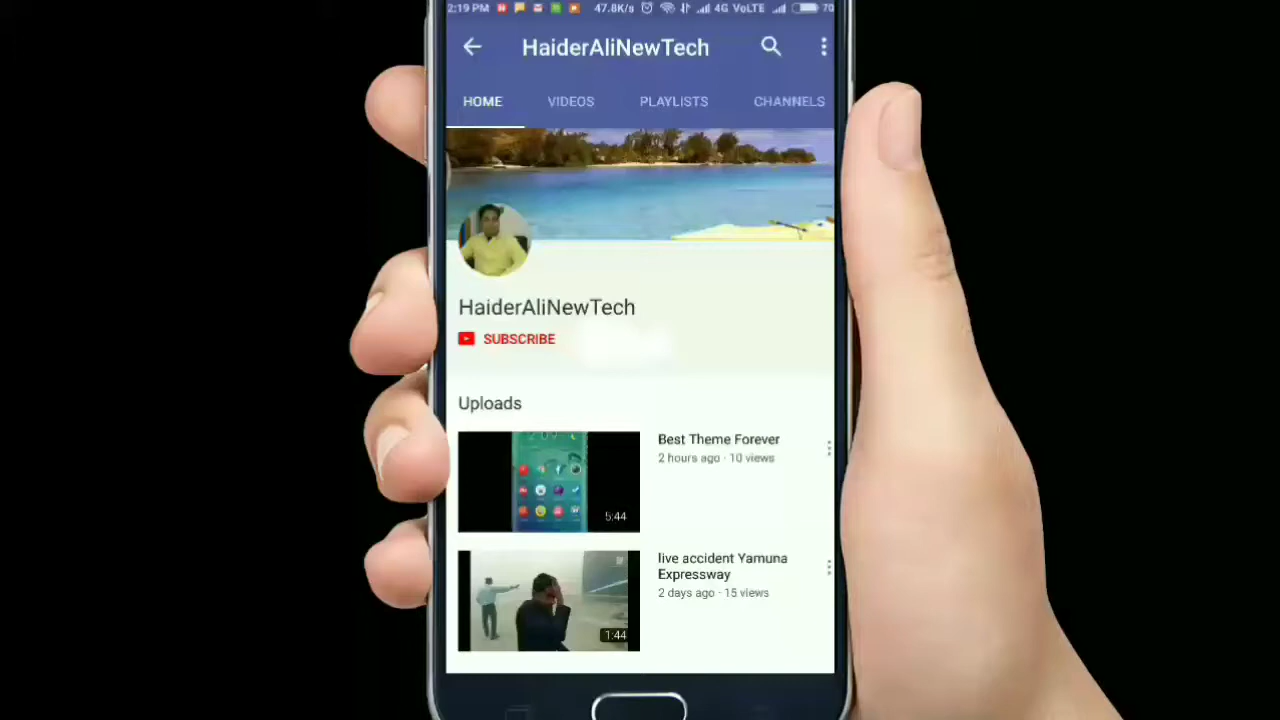 2:19 PM 47.8K/s 4G VoLTE 70
HaiderAliNewTech
HOME VIDEOS PLAYLISTS CHANNELS
HaiderAliNewTech
SUBSCRIBE
Uploads
Best Theme Forever
2 hours ago · 10 views
5:44
live accident Yamuna
Expressway
2 days ago · 15 views
1:44